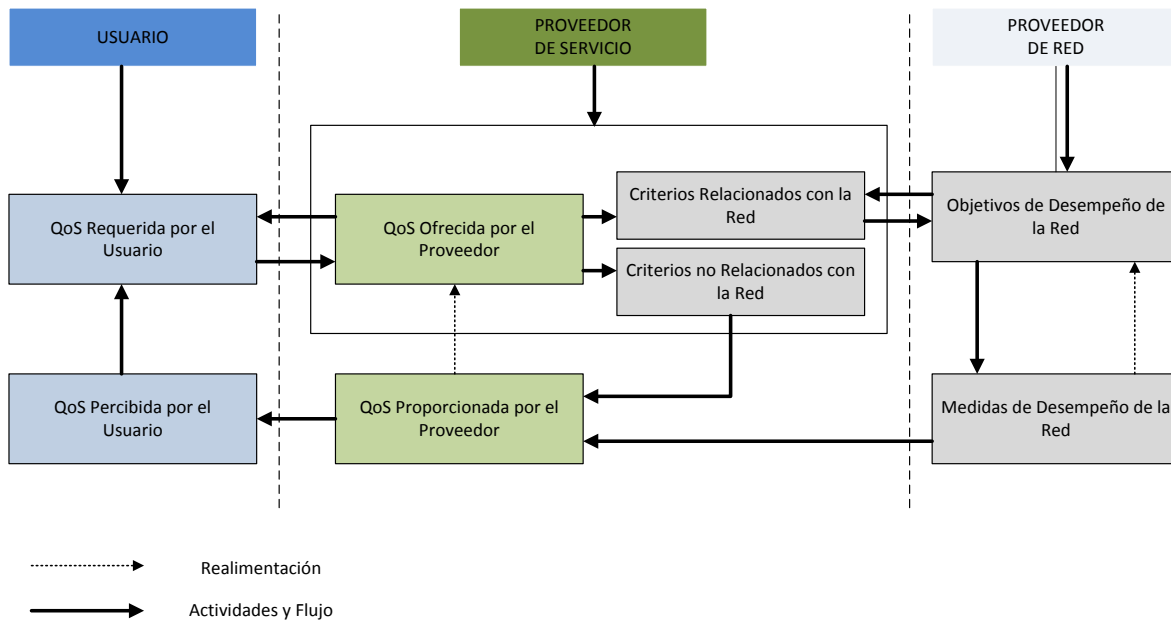 USUARIO
PROVEEDOR
DE SERVICIO
PROVEEDOR
DE RED
QoS Requerida por el
Usuario
QoS Ofrecida por el
Proveedor
Criterios Relacionados con la
Red
Criterios no Relacionados con
la Red
Objetivos de Desempeño de
la Red
QoS Percibida por el
Usuario
QoS Proporcionada por el
Proveedor
Medidas de Desempeño de la
Red
Realimentación
Actividades y Flujo